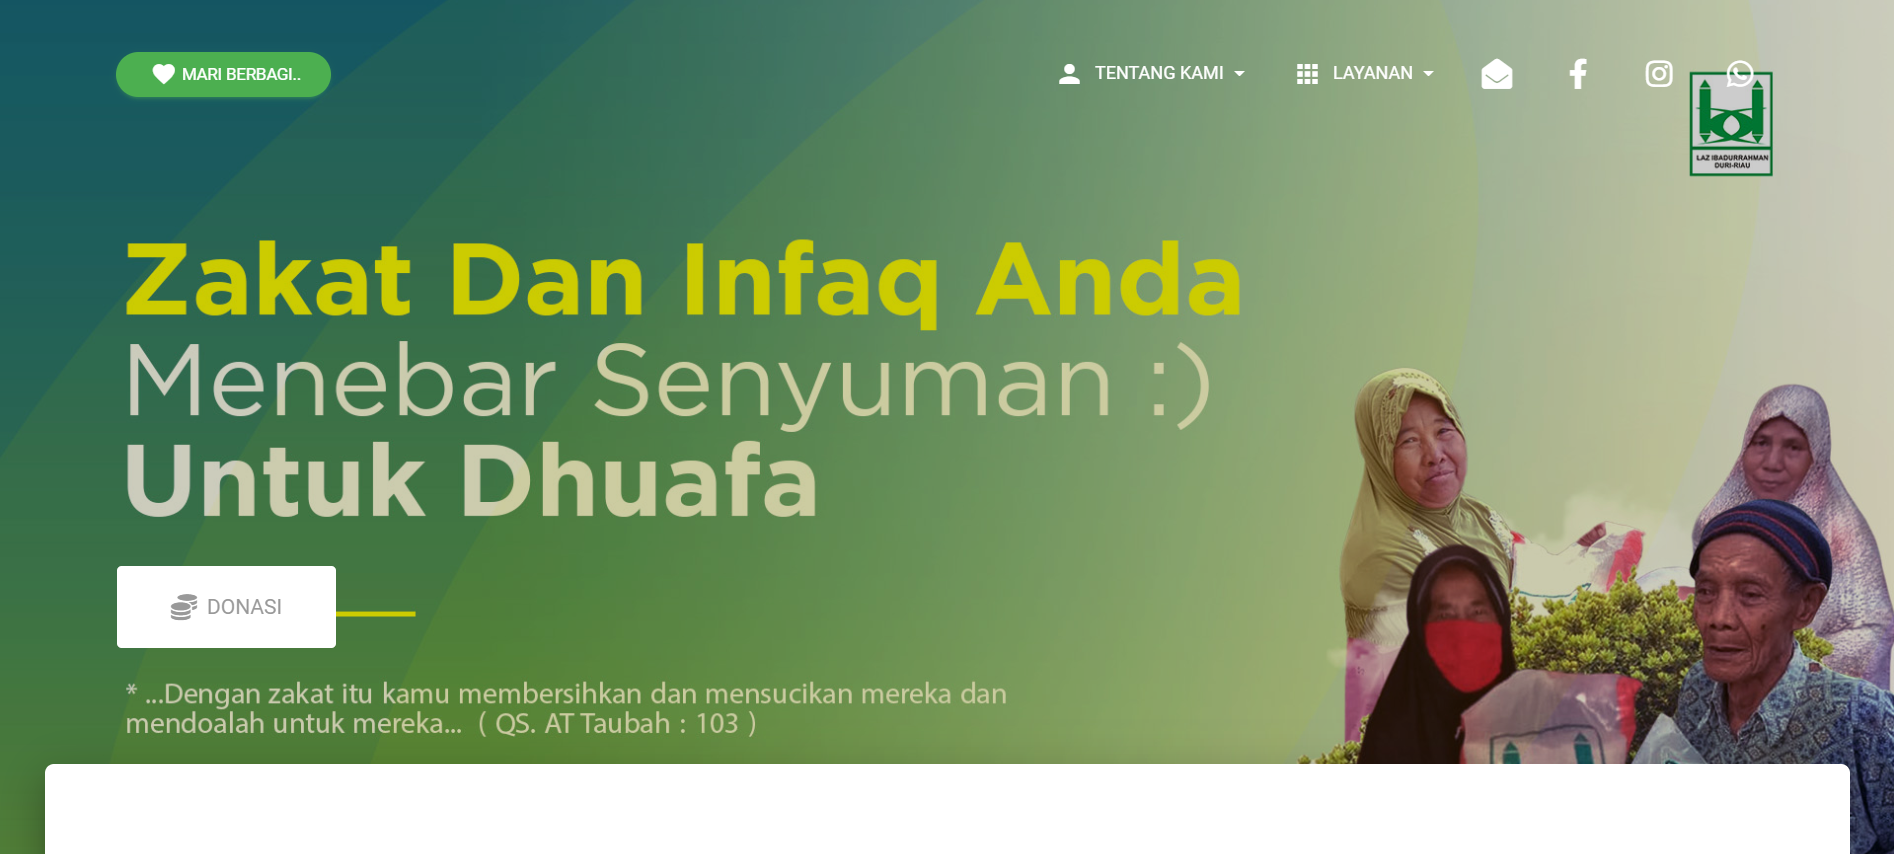 MARI BERBAGI..
TENTANG KAMI
LAYANAN
LAZ IBADURRAHMAN
DURI-RIAU
Zakat Dan Infaq Anda
Menebar Senyuman :)
Untuk Dhuafa
DONASI
* ...Dengan zakat itu kamu membersihkan dan mensucikan mereka dan
mendoalah untuk mereka... ( QS. AT Taubah : 103 )